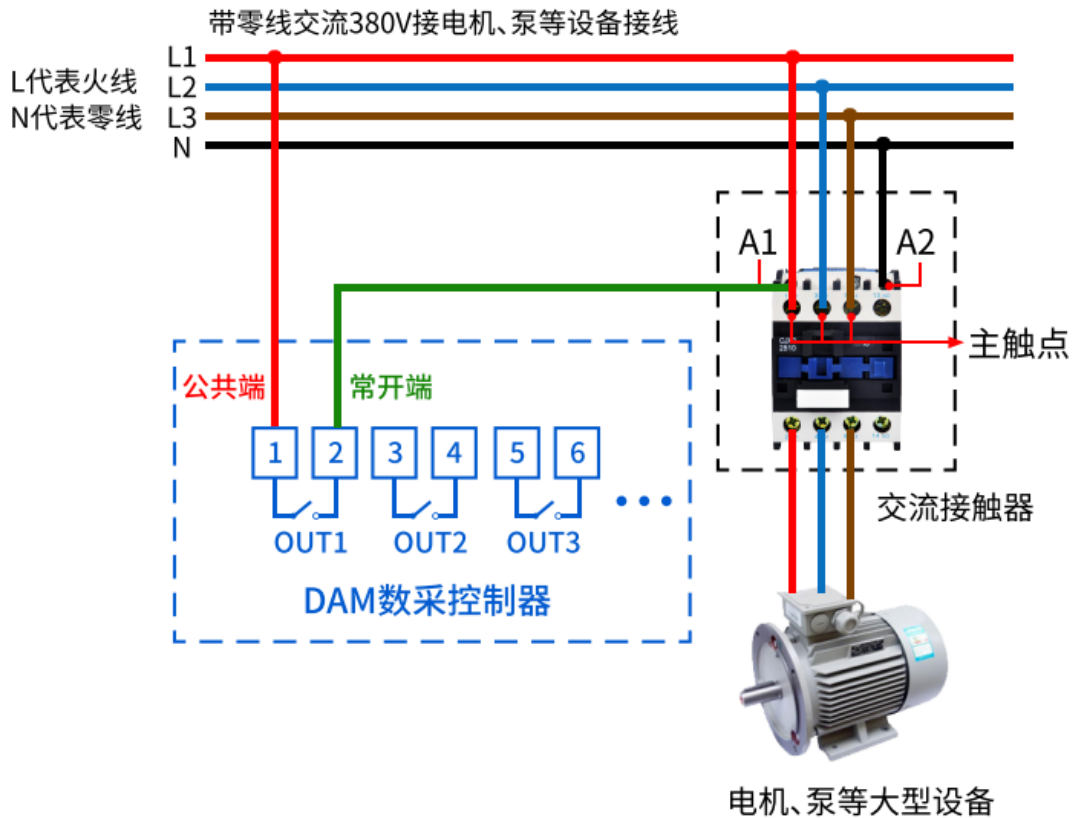 带零线交流380V接电机、泵等设备接线
L1
L代表火线
L2
N代表零线
L3
N
A1
A2
主触点
公共端
常开端
1
2
3
4
5
6
OUT1
OUT2
OUT3
DAM数采控制器
交流接触器
电机、泵等大型设备